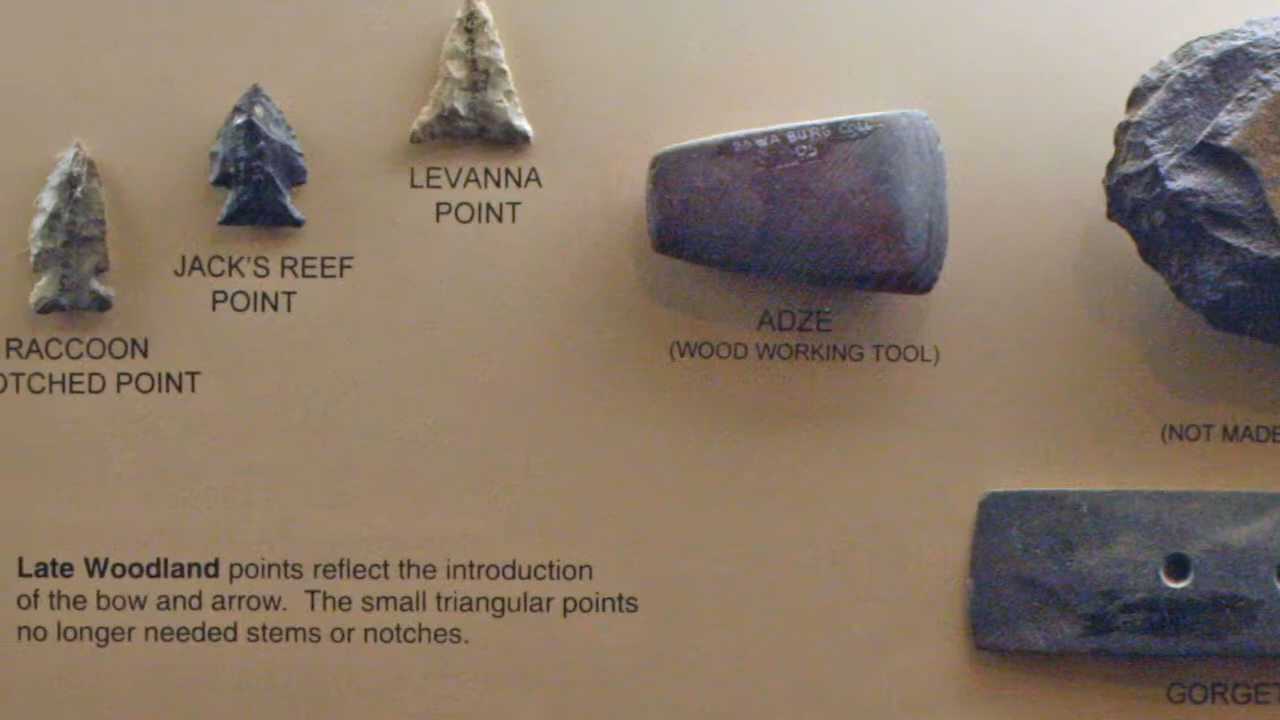 LEVANNA
POINT
JACK'S REEF
POINT
RACCOON
OTCHED POINT
ADZE
(WOOD WORKING TOOL)
(NOT MADE
Late Woodland points reflect the introduction
of the bow and arrow. The small triangular points
no longer needed stems or notches.
GORGET